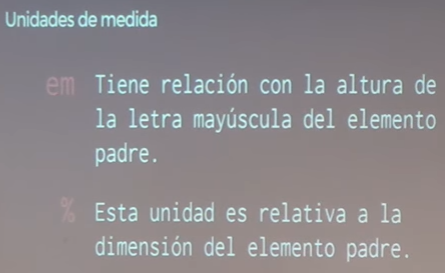 Unidades de medida
em Tiene relación con la altura de
la letra mayúscula del elemento
padre.
% Esta unidad es relativa a la
dimensión del elemento padre.